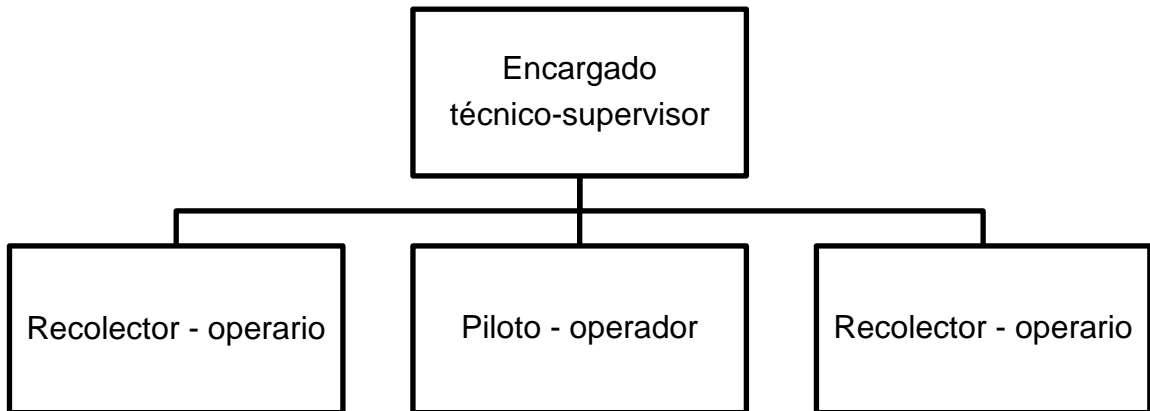 Encargado
técnico-supervisor
Recolector - operario
Piloto - operador
Recolector - operario